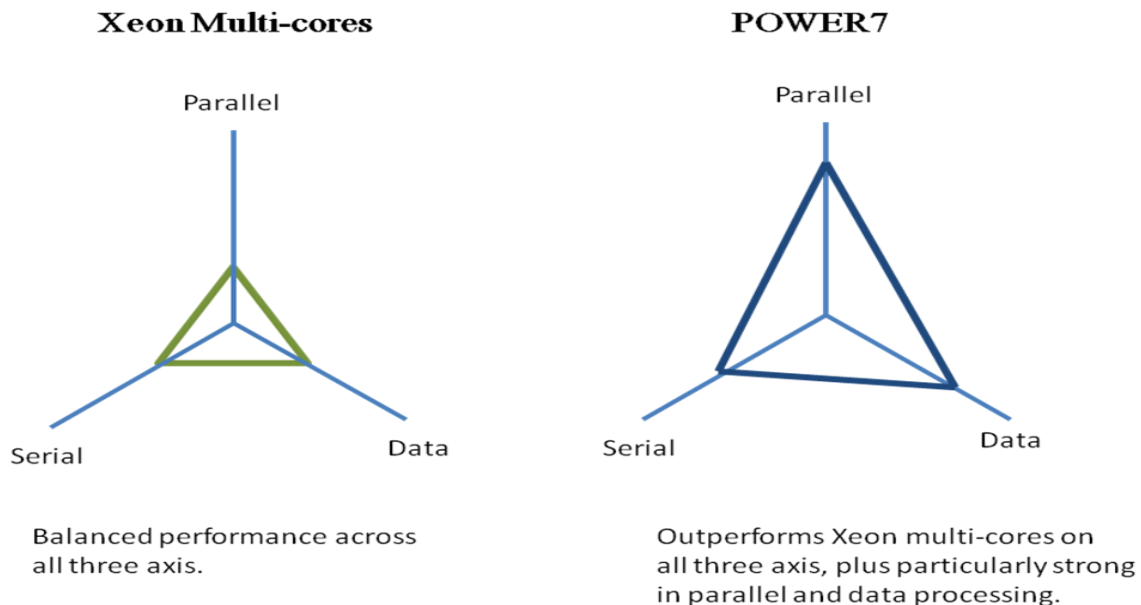 Xeon Multi-cores
Parallel
Serial
Data
Balanced performance across
all three axis.
POWER7
Parallel
Serial
Data
Outperforms Xeon multi-cores on
all three axis, plus particularly strong
in parallel and data processing.